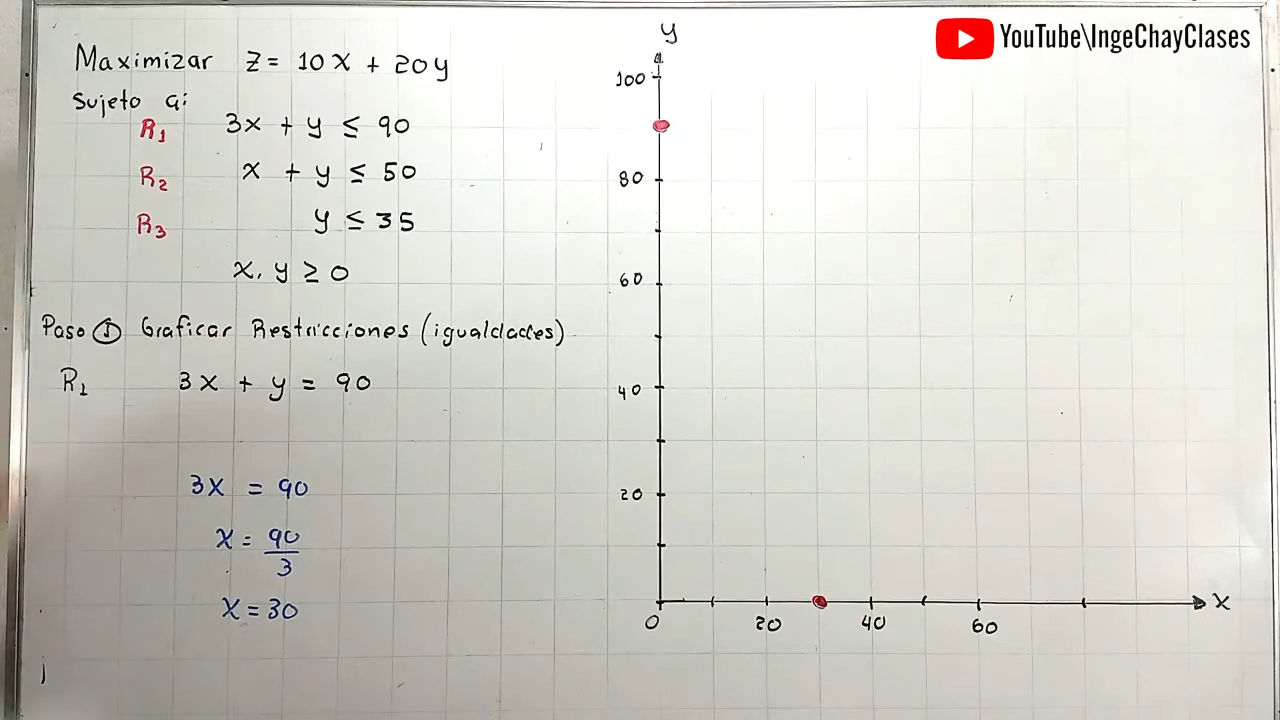 YouTube\IngeChayClases
Maximizar z = 10x + 20y
Sujeto a:
R1 3x + y ≤ 90
R2 x + y ≤ 50
R3 y ≤ 35
x, y ≥ 0
Paso ① Graficar Restricciones (igualdades)
R1 3x + y = 90
3x = 90
x = 90/3
x = 30
y
100
80
60
40
20
0 20 40 60
x